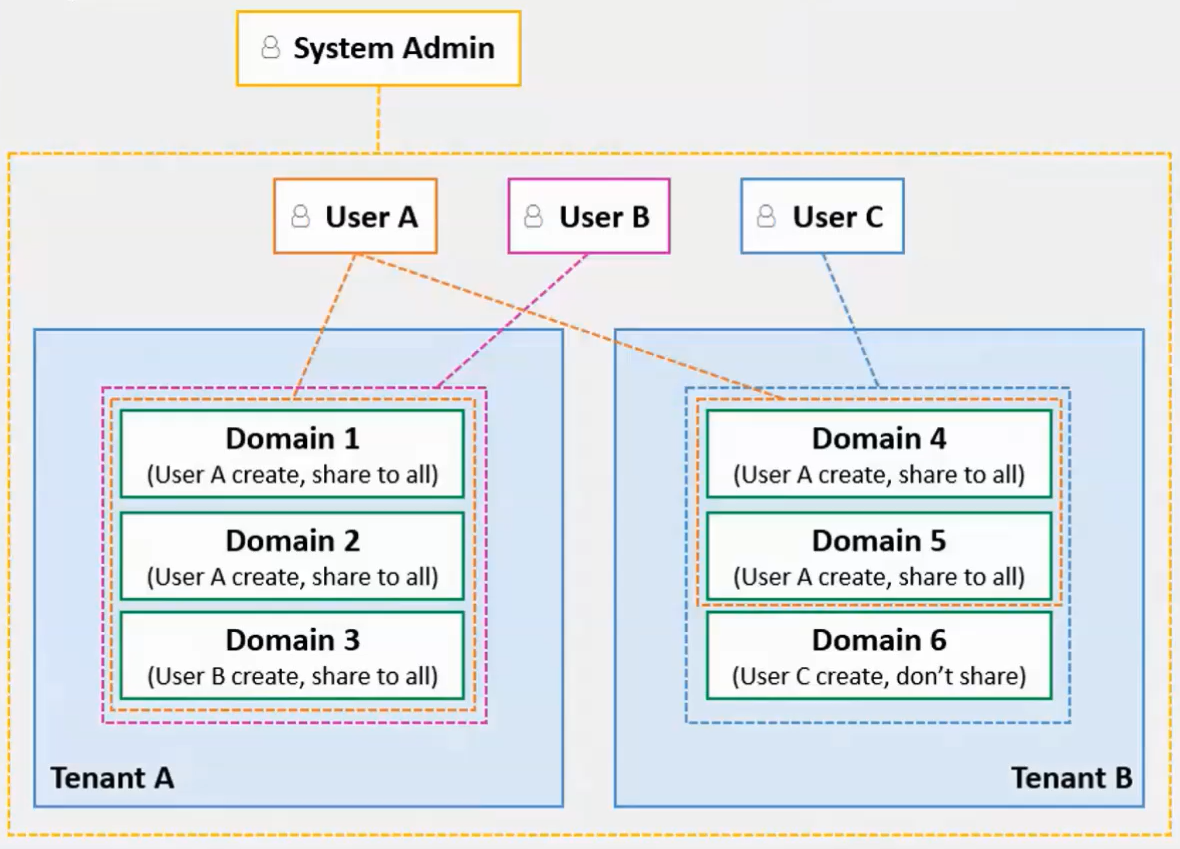 System Admin
User A
User B
User C
Domain 1
(User A create, share to all)
Domain 2
(User A create, share to all)
Domain 3
(User B create, share to all)
Tenant A
Domain 4
(User A create, share to all)
Domain 5
(User A create, share to all)
Domain 6
(User C create, don’t share)
Tenant B